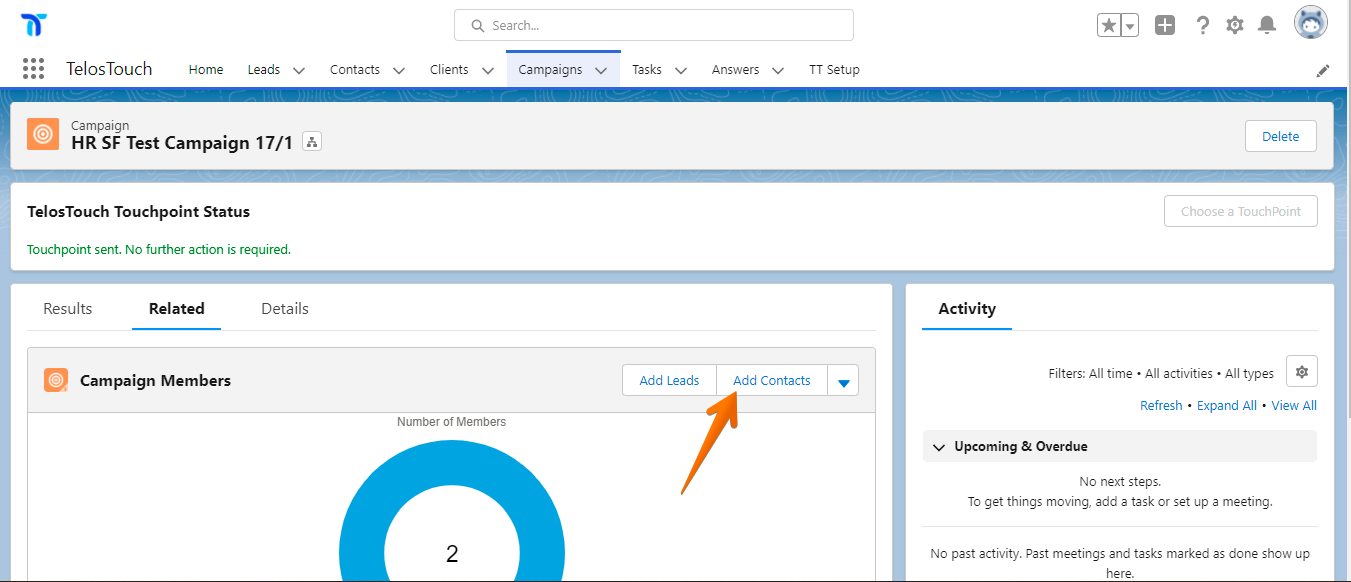 Search...
TelosTouch Home Leads Contacts Clients Campaigns Tasks Answers TT Setup
Campaign
HR SF Test Campaign 17/1
Delete
TelosTouch Touchpoint Status
Choose a TouchPoint
Touchpoint sent. No further action is required.
Results Related Details
Campaign Members
Add Leads Add Contacts
Number of Members
2
Activity
Filters: All time • All activities • All types
Refresh • Expand All • View All
Upcoming & Overdue
No next steps.
To get things moving, add a task or set up a meeting.
No past activity. Past meetings and tasks marked as done show up
here.